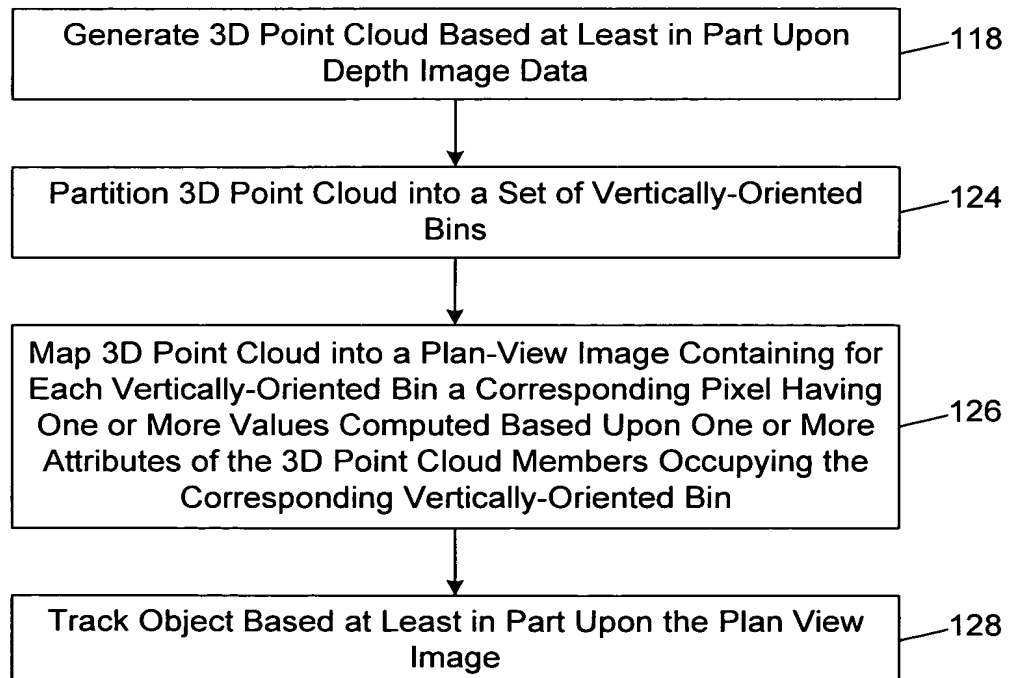 Generate 3D Point Cloud Based at Least in Part Upon
Depth Image Data
118
Partition 3D Point Cloud into a Set of Vertically-Oriented
Bins
124
Map 3D Point Cloud into a Plan-View Image Containing for
Each Vertically-Oriented Bin a Corresponding Pixel Having
One or More Values Computed Based Upon One or More
Attributes of the 3D Point Cloud Members Occupying the
Corresponding Vertically-Oriented Bin
126
Track Object Based at Least in Part Upon the Plan View
Image
128